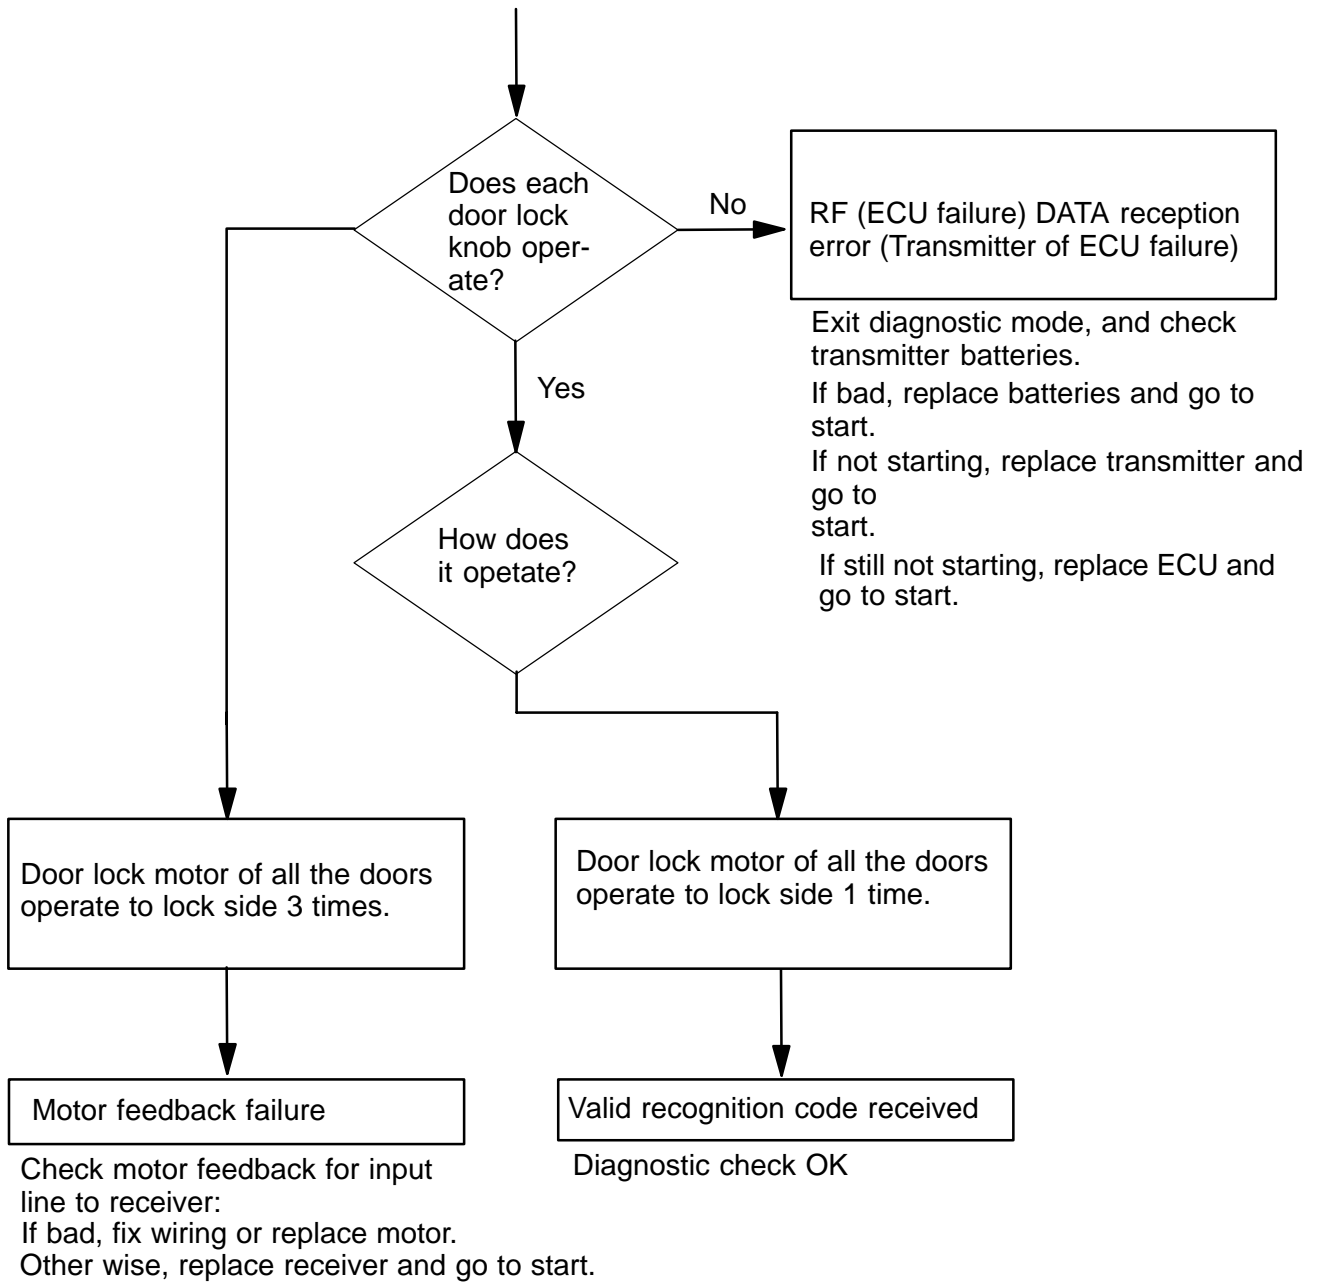 Does each
door lock
knob oper-
ate?
No
RF (ECU failure) DATA reception
error (Transmitter of ECU failure)
Exit diagnostic mode, and check
transmitter batteries.
If bad, replace batteries and go to
start.
If not starting, replace transmitter and
go to
start.
If still not starting, replace ECU and
go to start.
Yes
How does
it opetate?
Door lock motor of all the doors
operate to lock side 3 times.
Door lock motor of all the doors
operate to lock side 1 time.
Motor feedback failure
Check motor feedback for input
line to receiver:
If bad, fix wiring or replace motor.
Other wise, replace receiver and go to start.
Valid recognition code received
Diagnostic check OK